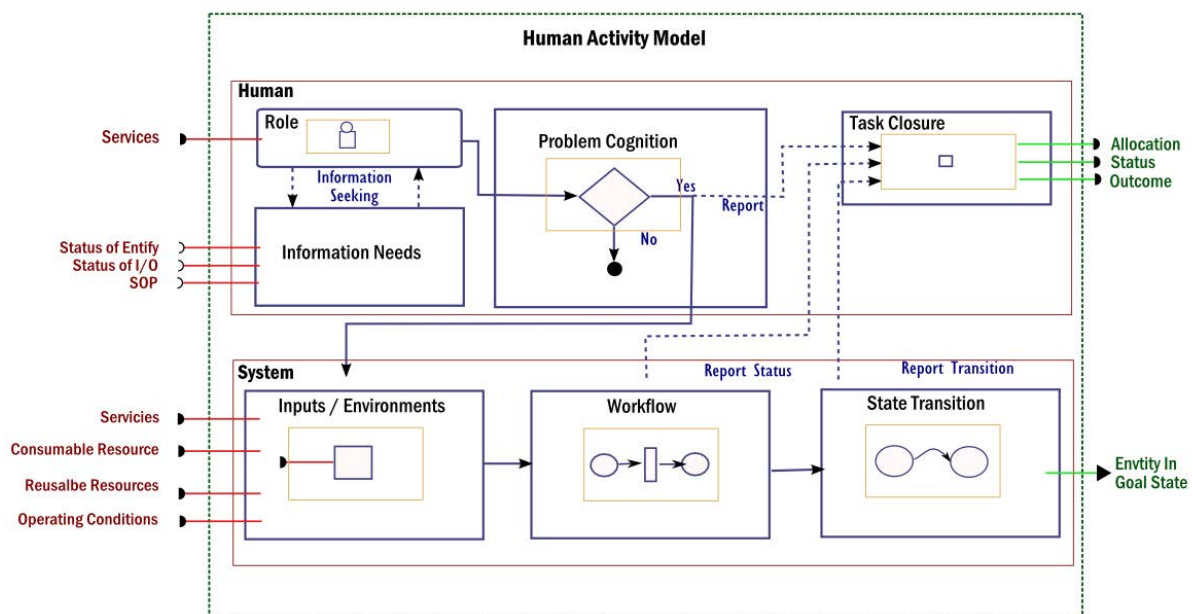 Human Activity Model
Human
Services
Role
Information
Seeking
Status of Entify
Status of I/O
SOP
Information Needs
Problem Cognition
Yes
No
Report
Task Closure
Allocation
Status
Outcome
System
Report Status
Report Transition
Servicies
Consumable Resource
Reusalbe Resources
Operating Conditions
Inputs / Environments
Workflow
State Transition
Envtity In
Goal State